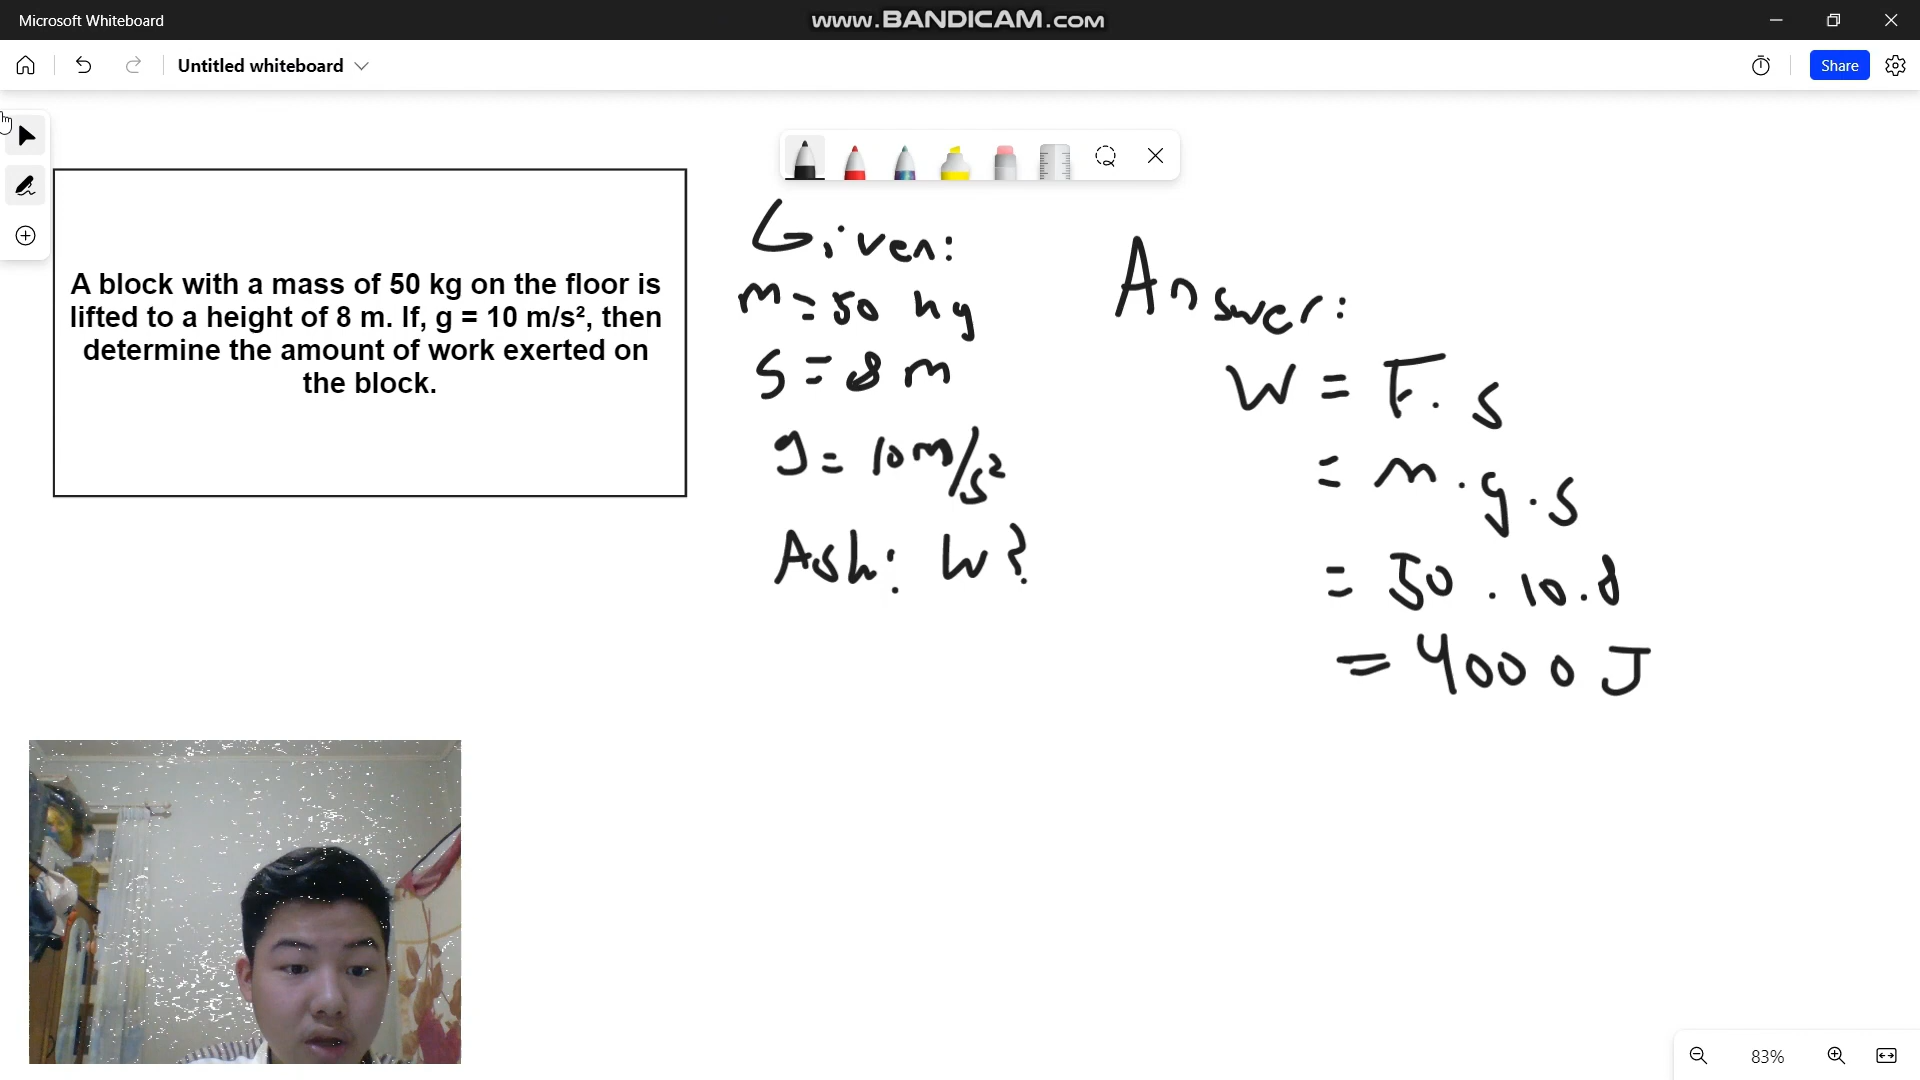 Microsoft Whiteboard
www.BANDICAM.com
Untitled whiteboard
Share
A block with a mass of 50 kg on the floor is
lifted to a height of 8 m. If, g = 10 m/s², then
determine the amount of work exerted on
the block.
Given:
m = 50 kg
s = 8 m
g = 10 m/s²
Ask: W?
Answer:
W = F. s
= m . g . s
= 50 . 10 . 8
= 4000 J
83%